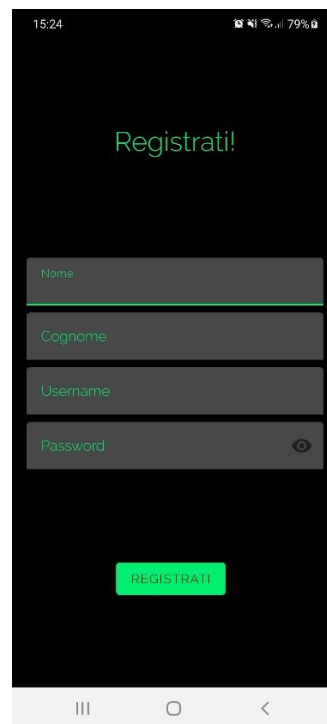 15:24 79%
Registrati!
Nome
Cognome
Username
Password
REGISTRATI